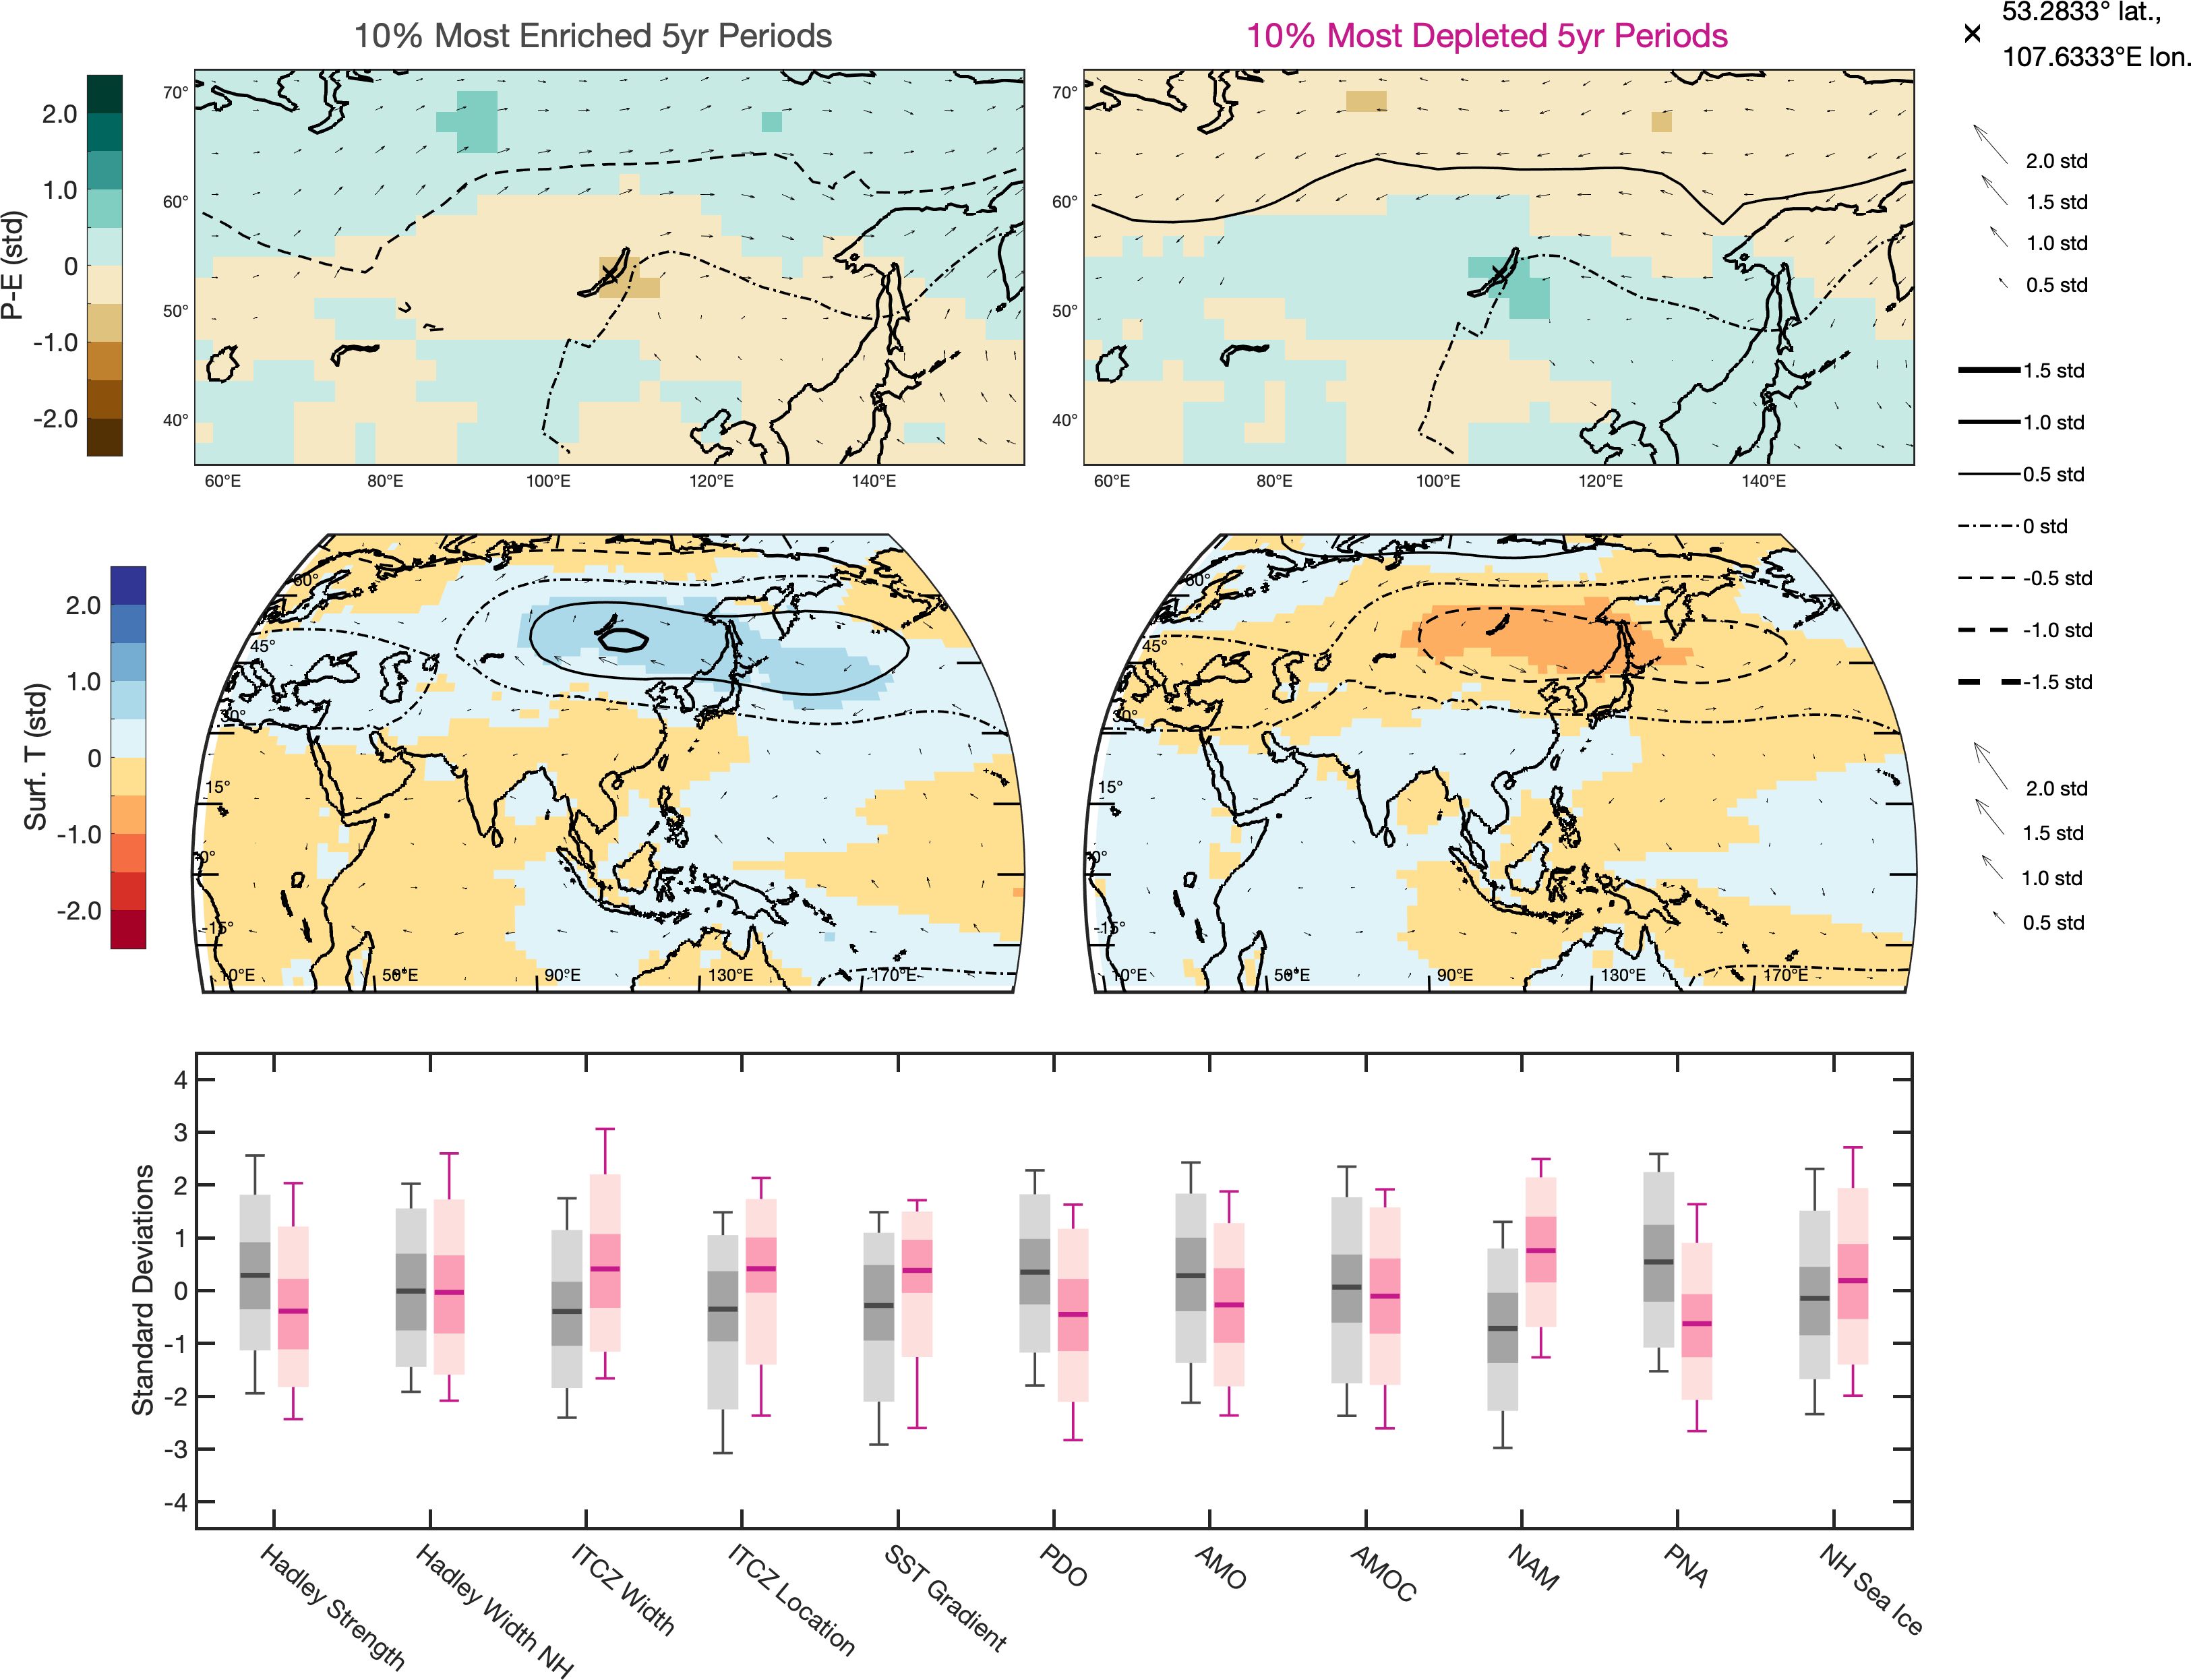 10% Most Enriched 5yr Periods
10% Most Depleted 5yr Periods
53.2833° lat.,
107.6333°E lon.
P-E (std)
2.0
1.0
0
-1.0
-2.0
70°
60°
50°
40°
60°E 80°E 100°E 120°E 140°E
70°
60°
50°
40°
60°E 80°E 100°E 120°E 140°E
2.0 std
1.5 std
1.0 std
0.5 std
1.5 std
1.0 std
0.5 std
0 std
-0.5 std
-1.0 std
-1.5 std
Surf. T (std)
2.0
1.0
0
-1.0
-2.0
60°
45°
30°
15°
0°
-15°
10°E 50°E 90°E 130°E 170°E
60°
45°
30°
15°
0°
-15°
10°E 50°E 90°E 130°E 170°E
2.0 std
1.5 std
1.0 std
0.5 std
Standard Deviations
4
3
2
1
0
-1
-2
-3
-4
Hadley Strength
Hadley Width NH
ITCZ Width
ITCZ Location
SST Gradient
PDO
AMO
AMOC
NAM
PNA
NH Sea Ice